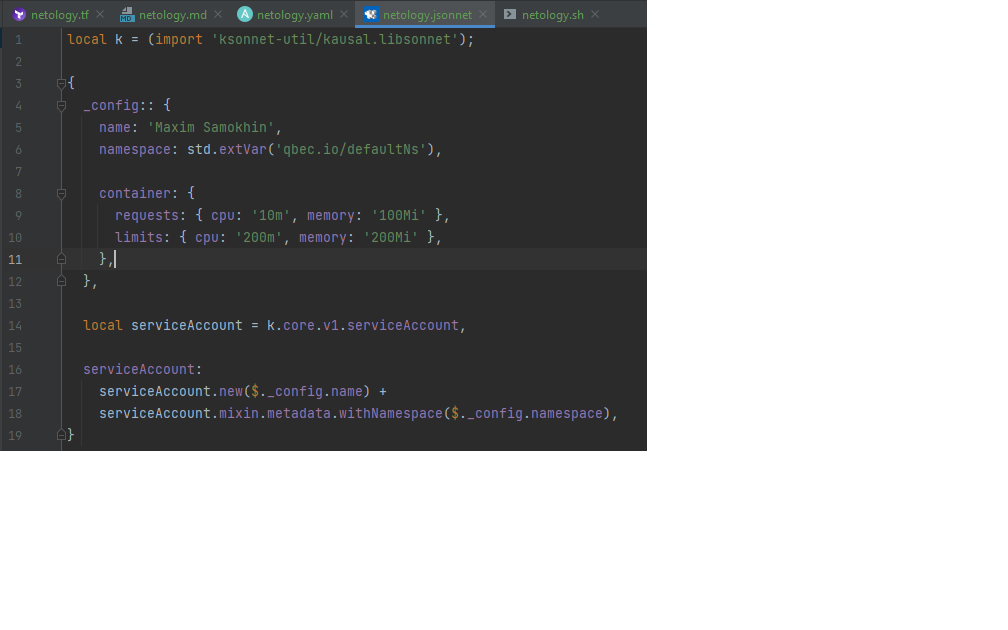 netology.tf netology.md netology.yaml netology.jsonnet netology.sh
1 local k = (import 'ksonnet-util/kausal.libsonnet');
2
3 {
4   _config:: {
5     name: 'Maxim Samokhin',
6     namespace: std.extVar('qbec.io/defaultNs'),
7
8     container: {
9       requests: { cpu: '10m', memory: '100Mi' },
10       limits: { cpu: '200m', memory: '200Mi' },
11     },
12   },
13
14   local serviceAccount = k.core.v1.serviceAccount,
15
16   serviceAccount:
17     serviceAccount.new($._config.name) +
18     serviceAccount.mixin.metadata.withNamespace($._config.namespace),
19 }